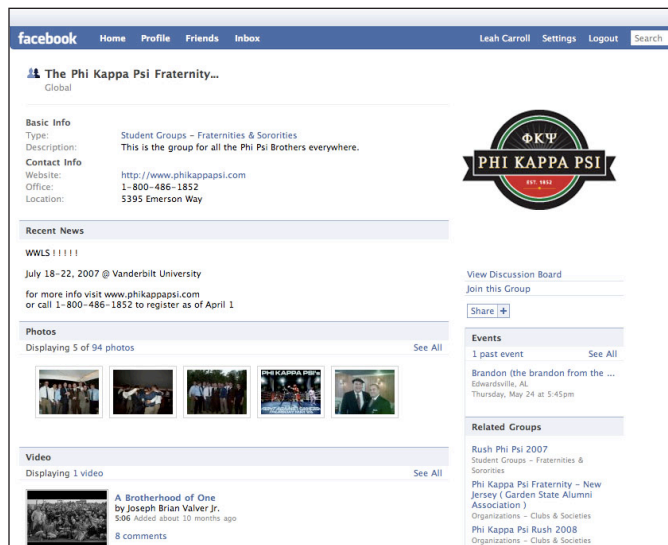 facebook Home Profile Friends Inbox Leah Carroll Settings Logout Search
The Phi Kappa Psi Fraternity...
Global
Basic Info
Type: Student Groups - Fraternities & Sororities
Description: This is the group for all the Phi Psi Brothers everywhere.
Contact Info
Website: http://www.phikappapsi.com
Office: 1-800-486-1852
Location: 5395 Emerson Way
Recent News
WWLS ! ! ! ! !
July 18-22, 2007 @ Vanderbilt University
for more info visit www.phikappapsi.com
or call 1-800-486-1852 to register as of April 1
Photos
Displaying 5 of 94 photos See All
PHI KAPPA PSI's
Video
Displaying 1 video See All
A Brotherhood of One
by Joseph Brian Valver Jr.
5:06 Added about 10 months ago
8 comments
ΦΚΨ
PHI KAPPA PSI
EST. 1852
View Discussion Board
Join this Group
Share +
Events
1 past event See All
Brandon (the brandon from the ...
Edwardsville, AL
Thursday, May 24 at 5:45pm
Related Groups
Rush Phi Psi 2007
Student Groups - Fraternities &
Sororities
Phi Kappa Psi Fraternity - New
Jersey ( Garden State Alumni
Association )
Organizations - Clubs & Societies
Phi Kappa Psi Rush 2008
Organizations - Clubs & Societies